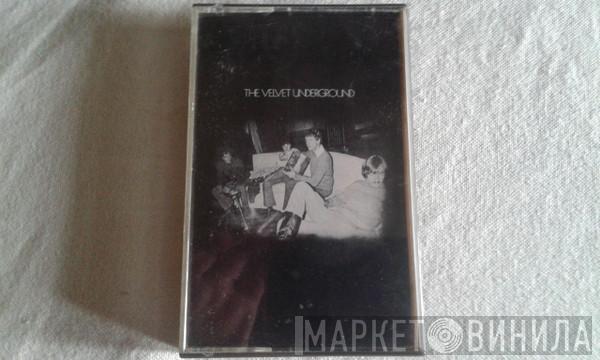 THE VELVET UNDERGROUND
МАРКЕТ ВИНИЛА